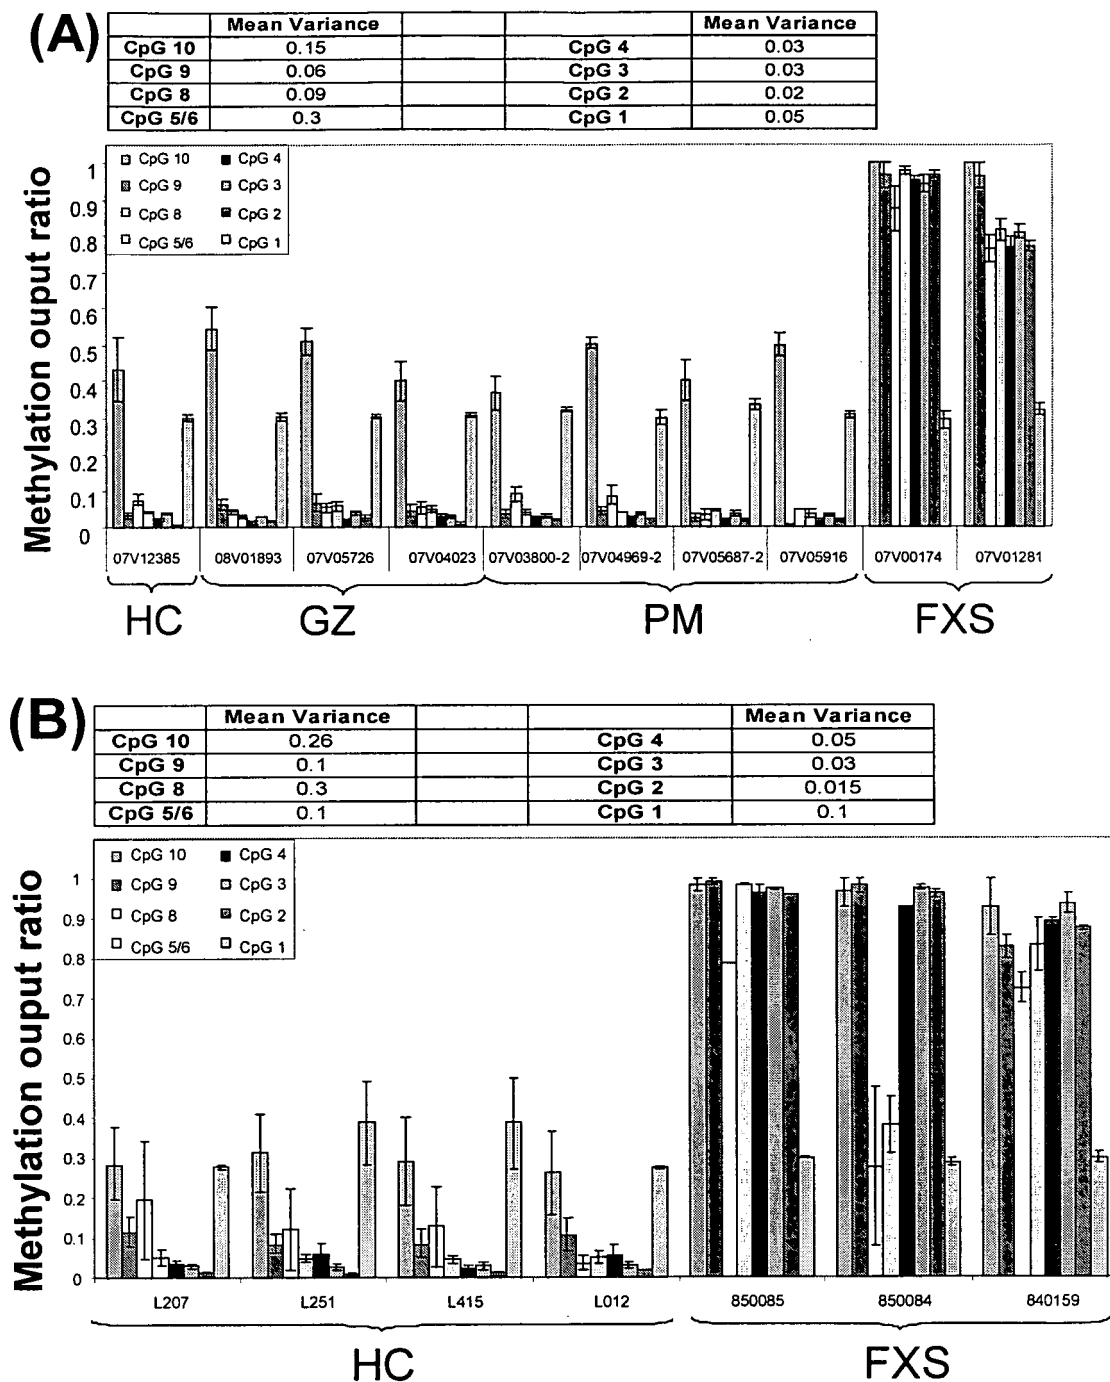 (A)
Mean Variance Mean Variance
CpG 10 0.15 CpG 4 0.03
CpG 9 0.06 CpG 3 0.03
CpG 8 0.09 CpG 2 0.02
CpG 5/6 0.3 CpG 1 0.05
CpG 10 CpG 4
CpG 9 CpG 3
CpG 8 CpG 2
CpG 5/6 CpG 1
Methylation ouput ratio
1
0.9
0.8
0.7
0.6
0.5
0.4
0.3
0.2
0.1
0
07V12385 08V01893 07V05726 07V04023 07V03800-2 07V04969-2 07V05687-2 07V05916 07V00174 07V01281
HC GZ PM FXS
(B)
Mean Variance Mean Variance
CpG 10 0.26 CpG 4 0.05
CpG 9 0.1 CpG 3 0.03
CpG 8 0.3 CpG 2 0.015
CpG 5/6 0.1 CpG 1 0.1
CpG 10 CpG 4
CpG 9 CpG 3
CpG 8 CpG 2
CpG 5/6 CpG 1
Methylation ouput ratio
1
0.9
0.8
0.7
0.6
0.5
0.4
0.3
0.2
0.1
0
L207 L251 L415 L012 850085 850084 840159
HC FXS